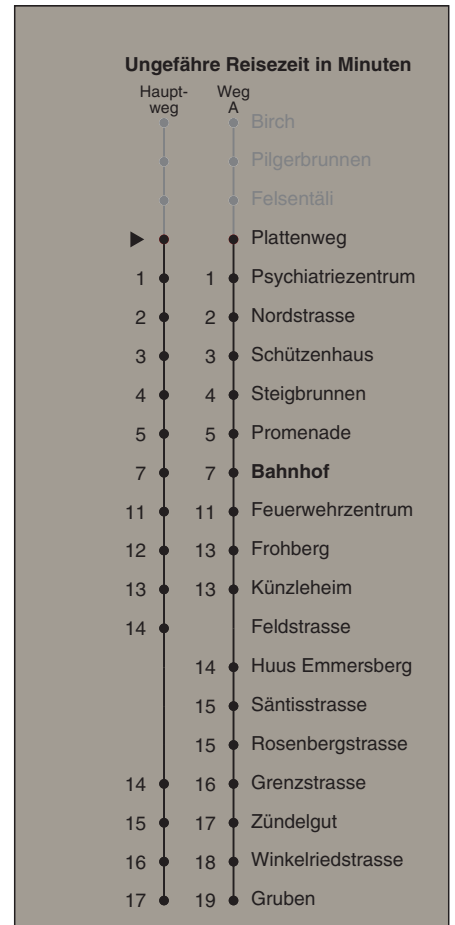 Ungefähre Reisezeit in Minuten
Haupt- Weg
weg A
Birch
Pilgerbrunnen
Felsentäli
Plattenweg
1 1 Psychiatriezentrum
2 2 Nordstrasse
3 3 Schützenhaus
4 4 Steigbrunnen
5 5 Promenade
7 7 Bahnhof
11 11 Feuerwehrzentrum
12 13 Frohberg
13 13 Künzleheim
14 Feldstrasse
14 Huus Emmersberg
15 Säntisstrasse
15 Rosenbergstrasse
14 16 Grenzstrasse
15 17 Zündelgut
16 18 Winkelriedstrasse
17 19 Gruben